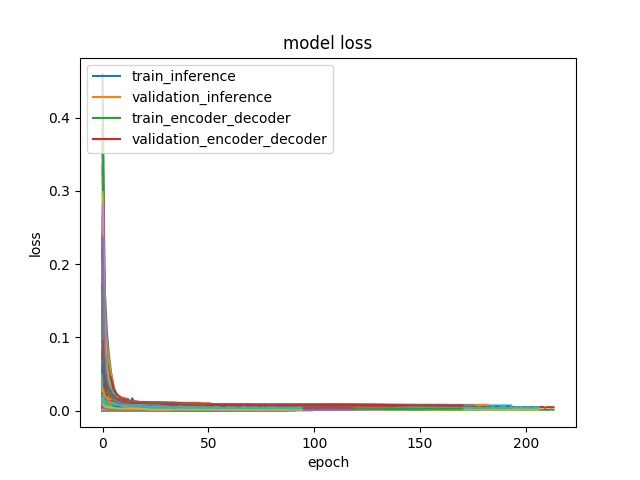 model loss
train_inference
validation_inference
train_encoder_decoder
validation_encoder_decoder
0.4
0.3
0.2
0.1
0.0
loss
0 50 100 150 200
epoch